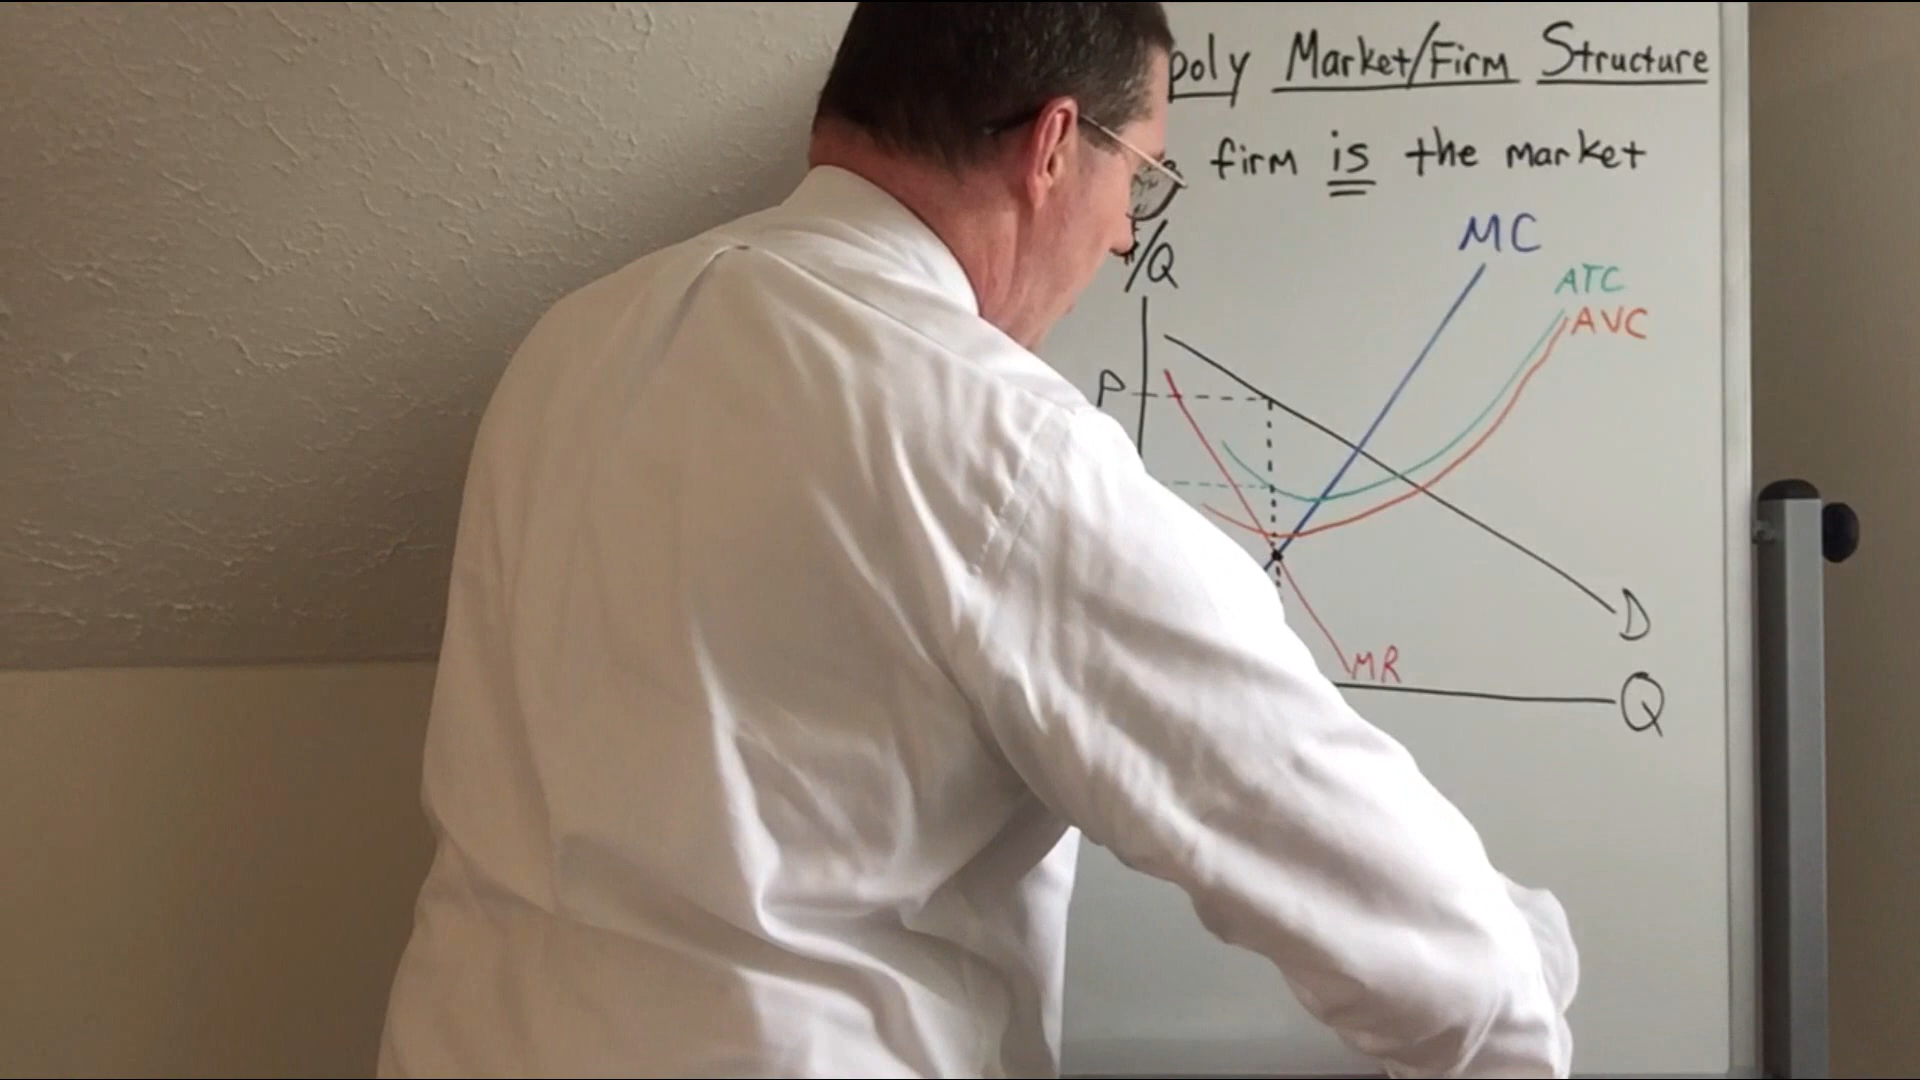 poly Market/Firm Structure
firm is the market
MC
/Q
ATC
AVC
P
D
MR
Q